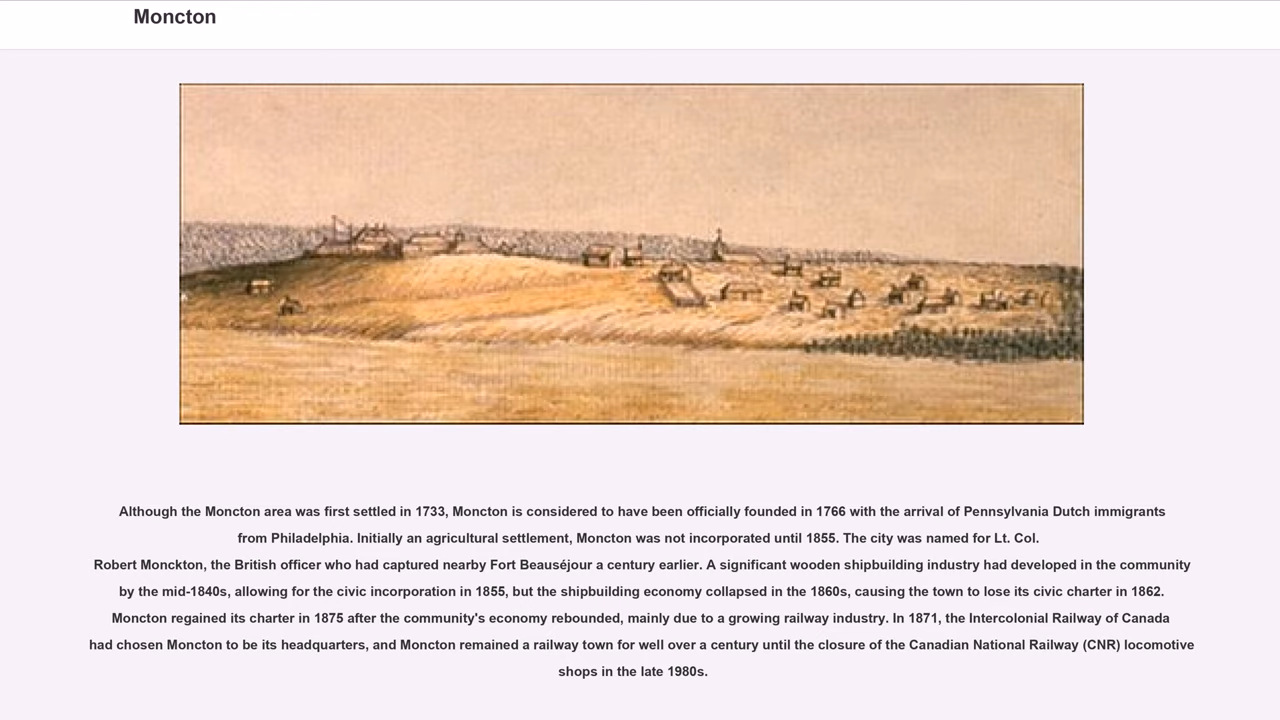 Moncton
Although the Moncton area was first settled in 1733, Moncton is considered to have been officially founded in 1766 with the arrival of Pennsylvania Dutch immigrants
from Philadelphia. Initially an agricultural settlement, Moncton was not incorporated until 1855. The city was named for Lt. Col.
Robert Monckton, the British officer who had captured nearby Fort Beauséjour a century earlier. A significant wooden shipbuilding industry had developed in the community
by the mid-1840s, allowing for the civic incorporation in 1855, but the shipbuilding economy collapsed in the 1860s, causing the town to lose its civic charter in 1862.
Moncton regained its charter in 1875 after the community's economy rebounded, mainly due to a growing railway industry. In 1871, the Intercolonial Railway of Canada
had chosen Moncton to be its headquarters, and Moncton remained a railway town for well over a century until the closure of the Canadian National Railway (CNR) locomotive
shops in the late 1980s.